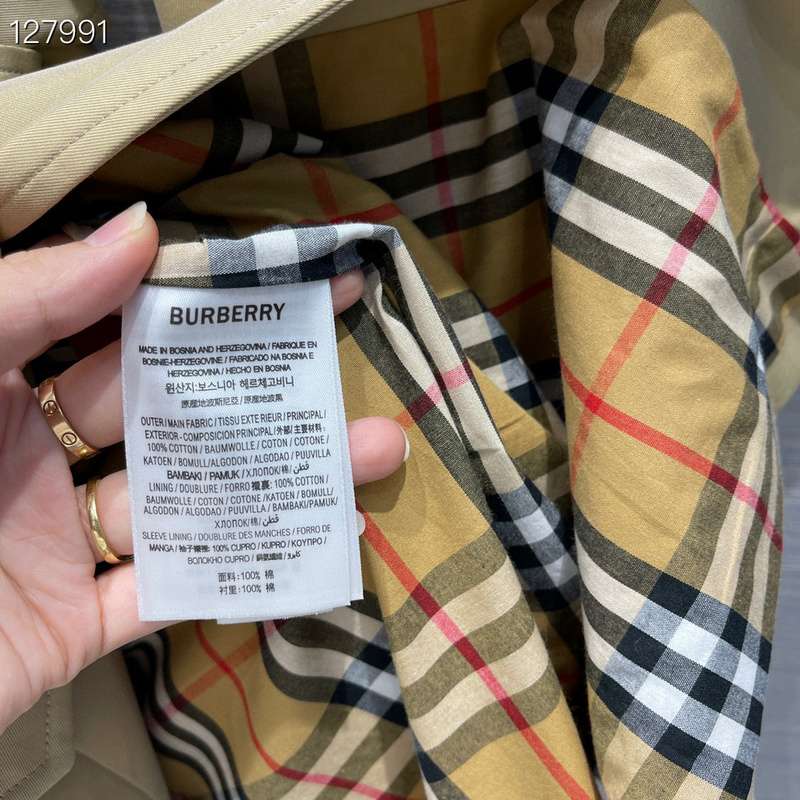 127991
BURBERRY
MADE IN BOSNIA AND HERZEGOVINA / FABRIQUE EN
BOSNIE-HERZEGOVINE / FABRICADO NA BOSNIA E
HERZEGOVINA / HECHO EN BOSNIA
원산지:보스니아 헤르체고비니
原産地波斯尼亞/原产地波黑
OUTER/MAIN FABRIC/TISSU EXTERIEUR/PRINCIPAL/
EXTERIOR-COMPOSICION PRINCIPAL/外部/主要材料:
100% COTTON/BAUMWOLLE/COTON/COTONE/
KATOEN/BOMULL/ALGODON/ALGODAO/PUUVILLA
BAMBAKI/PAMUK/ХЛОПОК/棉/قطن
LINING/DOUBLURE/FORRO 襯裏:100% COTTON/
BAUMWOLLE/COTON/COTONE/KATOEN/BOMULL/
ALGODON/ALGODAO/PUUVILLA/BAMBAKI/PAMUK/
ХЛОПОК/棉/قطن
SLEEVE LINING/DOUBLURE DES MANCHES/FORRO DE
MANGA/袖子襯裡:100% CUPRO/KUPRO/ΚΟΥΠΡΟ/
ВОЛОКНО CUPRO/銅氨纖維/كابرو
面料:100% 棉
衬里:100% 棉